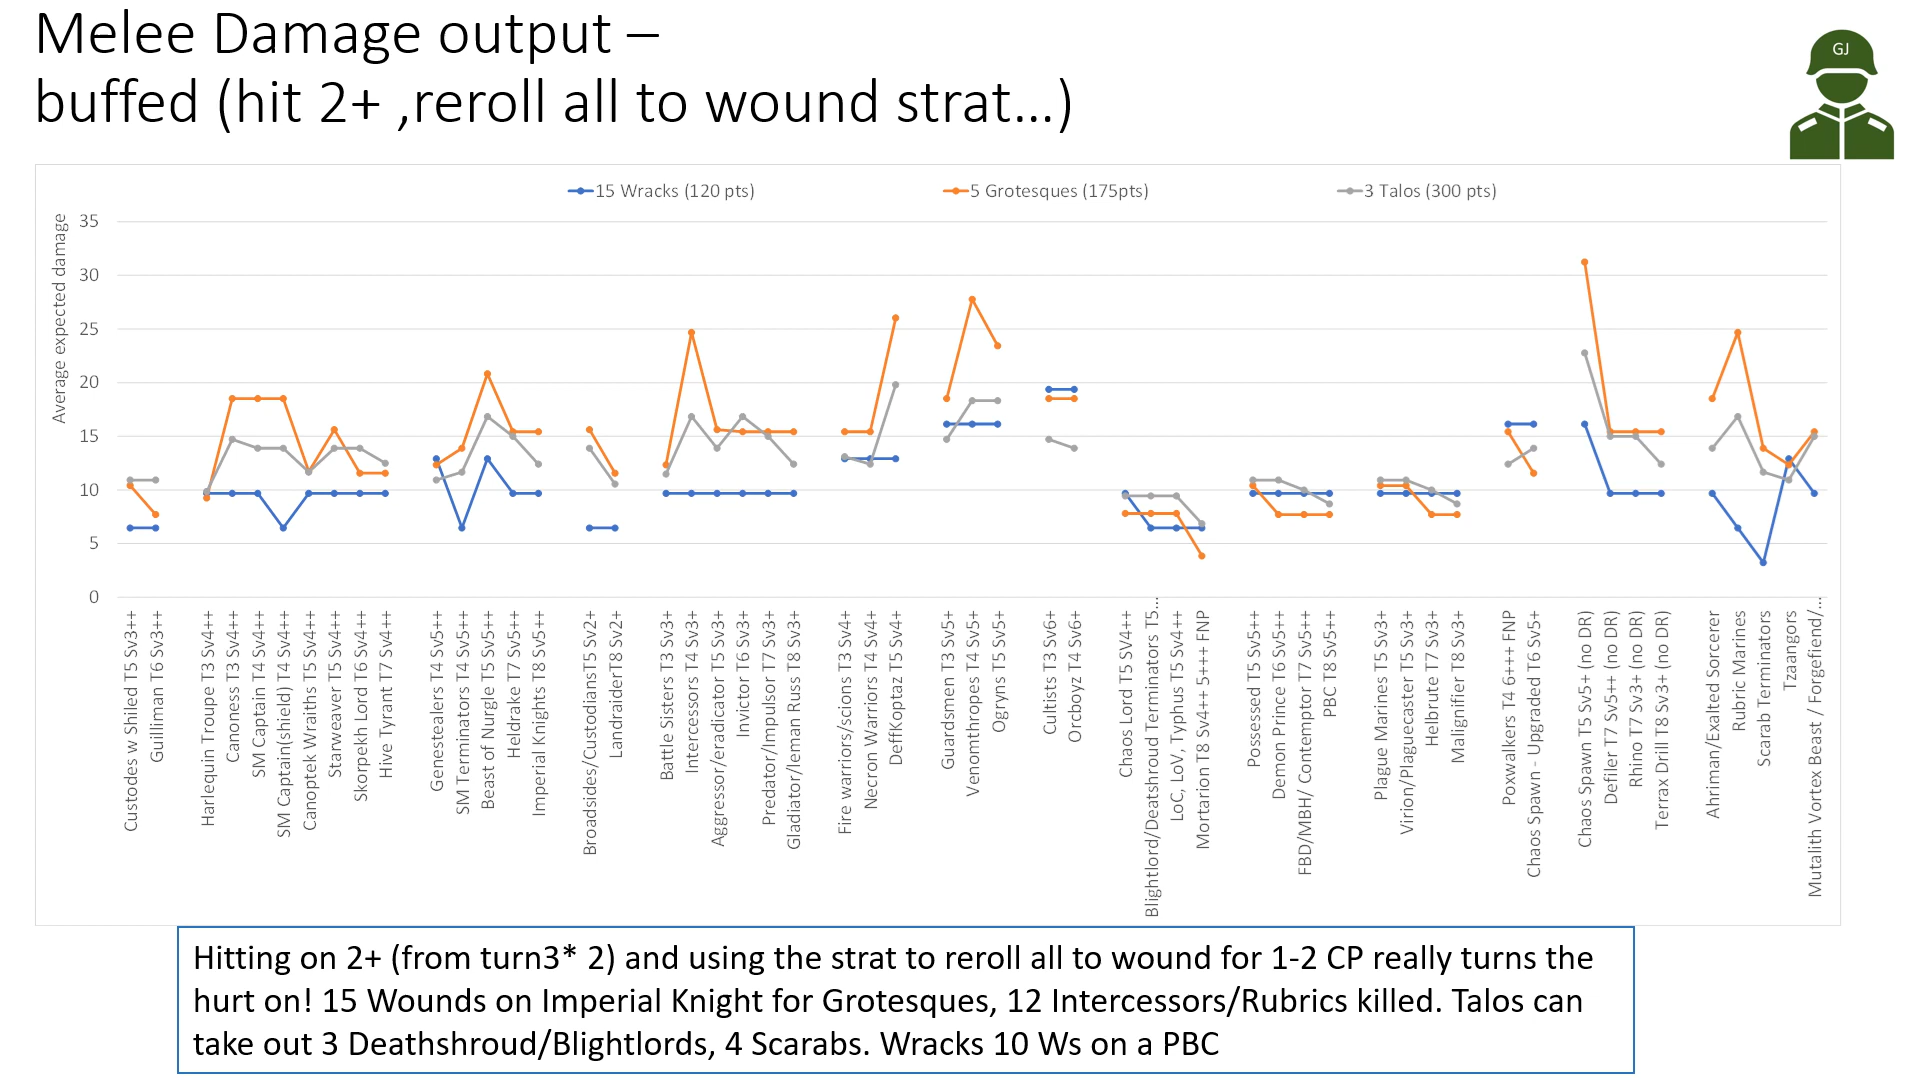 Melee Damage output –
buffed (hit 2+ ,reroll all to wound strat…)
GJ
15 Wracks (120 pts)
5 Grotesques (175pts)
3 Talos (300 pts)
Average expected damage
35
30
25
20
15
10
5
0
Custodes w Shiled T5 Sv3++
Guilliman T6 Sv3++
Harlequin Troupe T3 Sv4++
Canoness T3 Sv4++
SM Captain T4 Sv4++
SM Captain(shield) T4 Sv4++
Canoptek Wraiths T5 Sv4++
Starweaver T5 Sv4++
Skorpekh Lord T6 Sv4++
Hive Tyrant T7 Sv4++
Genestealers T4 Sv5++
SM Terminators T4 Sv5++
Beast of Nurgle T5 Sv5++
Heldrake T7 Sv5++
Imperial Knights T8 Sv5++
Broadsides/CustodiansT5 Sv2+
LandraiderT8 Sv2+
Battle Sisters T3 Sv3+
Intercessors T4 Sv3+
Aggressor/eradicator T5 Sv3+
Invictor T6 Sv3+
Predator/Impulsor T7 Sv3+
Gladiator/leman Russ T8 Sv3+
Fire warriors/scions T3 Sv4+
Necron Warriors T4 Sv4+
DeffKoptaz T5 Sv4+
Guardsmen T3 Sv5+
Venomthropes T4 Sv5+
Ogryns T5 Sv5+
Cultists T3 Sv6+
Orcboyz T4 Sv6+
Chaos Lord T5 SV4++
Blightlord/Deatshroud Terminators T5…
LoC, LoV, Typhus T5 Sv4++
Mortarion T8 Sv4++ 5+++ FNP
Possessed T5 Sv5++
Demon Prince T6 Sv5++
FBD/MBH/ Contemptor T7 Sv5++
PBC T8 Sv5++
Plague Marines T5 Sv3+
Virion/Plaguecaster T5 Sv3+
Helbrute T7 Sv3+
Malignifier T8 Sv3+
Poxwalkers T4 6+++ FNP
Chaos Spawn - Upgraded T6 Sv5+
Chaos Spawn T5 Sv5+ (no DR)
Defiler T7 Sv5++ (no DR)
Rhino T7 Sv3+ (no DR)
Terrax Drill T8 Sv3+ (no DR)
Ahriman/Exalted Sorcerer
Rubric Marines
Scarab Terminators
Tzaangors
Mutalith Vortex Beast / Forgefiend/…
Hitting on 2+ (from turn3* 2) and using the strat to reroll all to wound for 1-2 CP really turns the
hurt on! 15 Wounds on Imperial Knight for Grotesques, 12 Intercessors/Rubrics killed. Talos can
take out 3 Deathshroud/Blightlords, 4 Scarabs. Wracks 10 Ws on a PBC